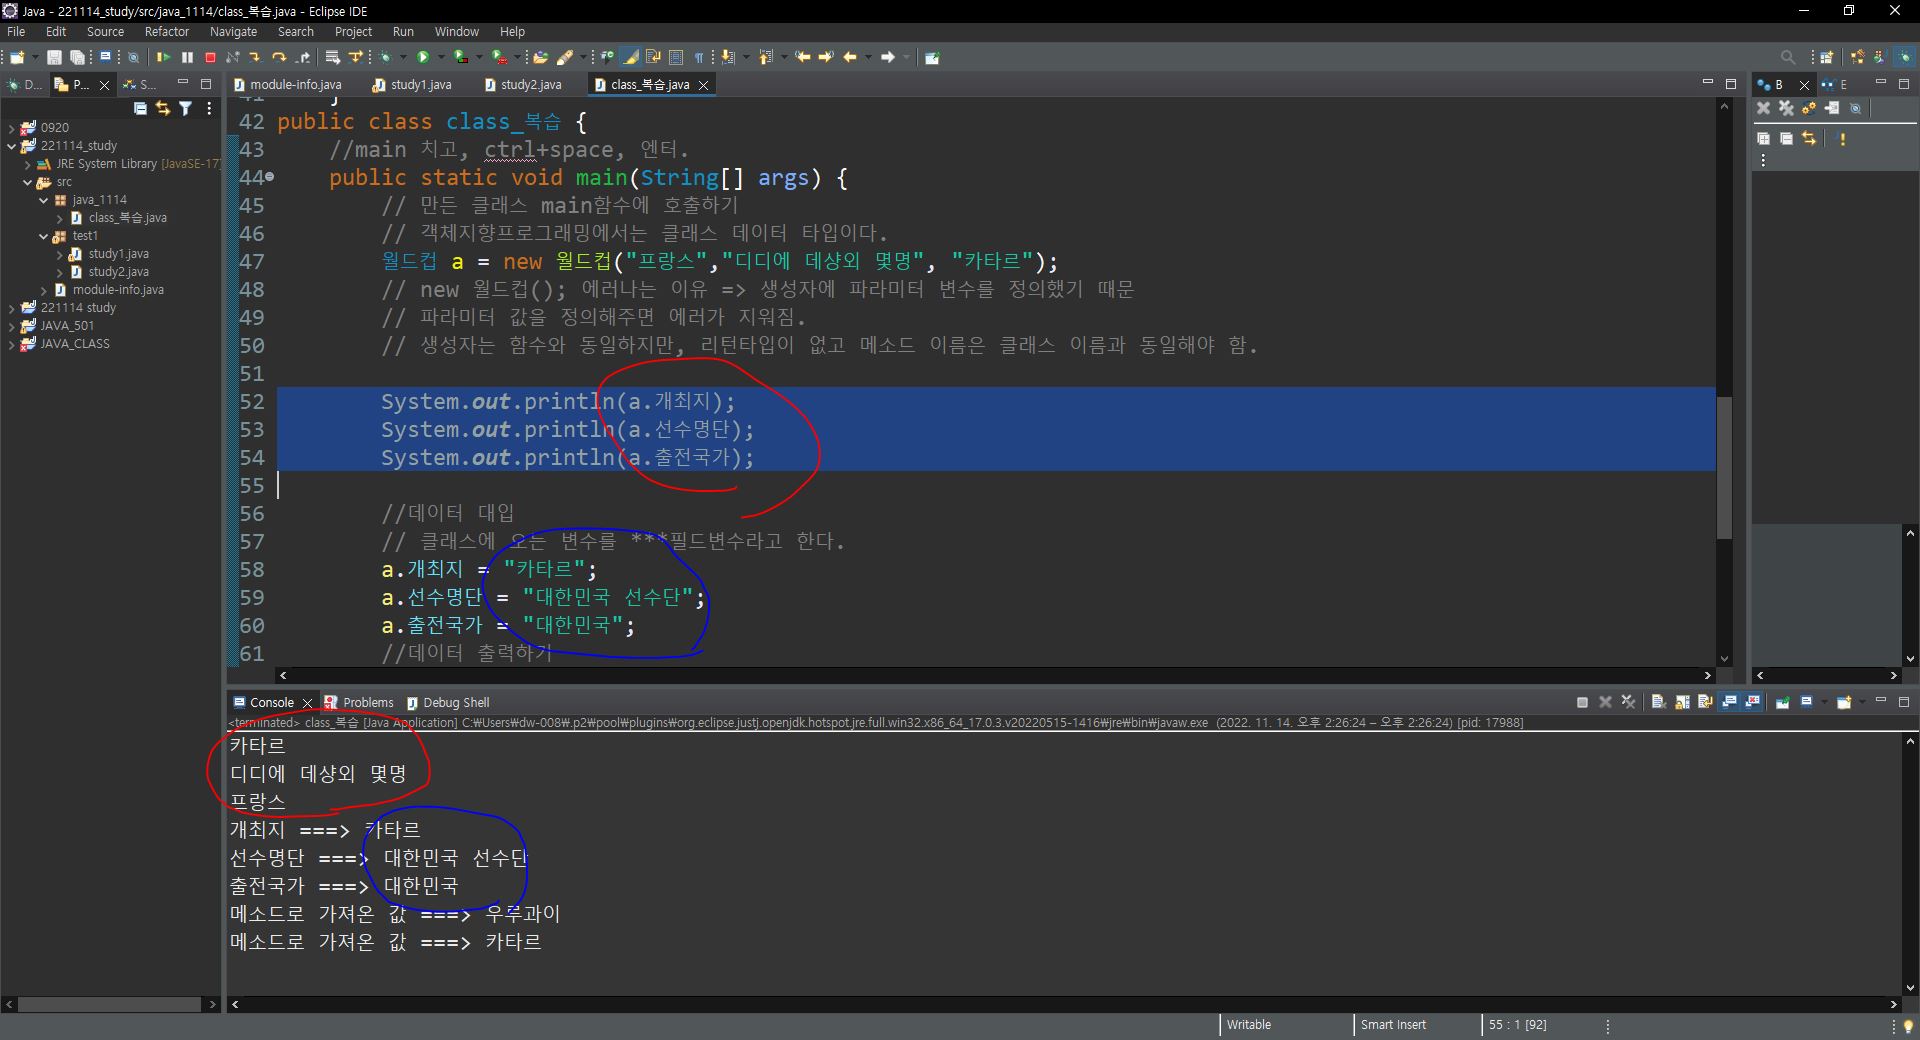 Java - 221114_study/src/java_1114/class_복습.java - Eclipse IDE
File Edit Source Refactor Navigate Search Project Run Window Help
D... P... S...
module-info.java study1.java study2.java class_복습.java
B E
0920
221114_study
JRE System Library [JavaSE-17]
src
java_1114
class_복습.java
test1
study1.java
study2.java
module-info.java
221114 study
JAVA_501
JAVA_CLASS
41 }
42 public class class_복습 {
43 //main 치고, ctrl+space, 엔터.
44 public static void main(String[] args) {
45 // 만든 클래스 main함수에 호출하기
46 // 객체지향프로그래밍에서는 클래스 데이터 타입이다.
47 월드컵 a = new 월드컵("프랑스","디디에 데샹외 몇명", "카타르");
48 // new 월드컵(); 에러나는 이유 => 생성자에 파라미터 변수를 정의했기 때문
49 // 파라미터 값을 정의해주면 에러가 지워짐.
50 // 생성자는 함수와 동일하지만, 리턴타입이 없고 메소드 이름은 클래스 이름과 동일해야 함.
51
52 System.out.println(a.개최지);
53 System.out.println(a.선수명단);
54 System.out.println(a.출전국가);
55
56 //데이터 대입
57 // 클래스에 오는 변수를 ***필드변수라고 한다.
58 a.개최지 = "카타르";
59 a.선수명단 = "대한민국 선수단";
60 a.출전국가 = "대한민국";
61 //데이터 출력하기
Console Problems Debug Shell
<terminated> class_복습 [Java Application] C:₩Users₩dw-008₩.p2₩pool₩plugins₩org.eclipse.justj.openjdk.hotspot.jre.full.win32.x86_64_17.0.3.v20220515-1416₩jre₩bin₩javaw.exe (2022. 11. 14. 오후 2:26:24 – 오후 2:26:24) [pid: 17988]
카타르
디디에 데샹외 몇명
프랑스
개최지 ===> 카타르
선수명단 ===> 대한민국 선수단
출전국가 ===> 대한민국
메소드로 가져온 값 ===> 우루과이
메소드로 가져온 값 ===> 카타르
Writable Smart Insert 55 : 1 [92]